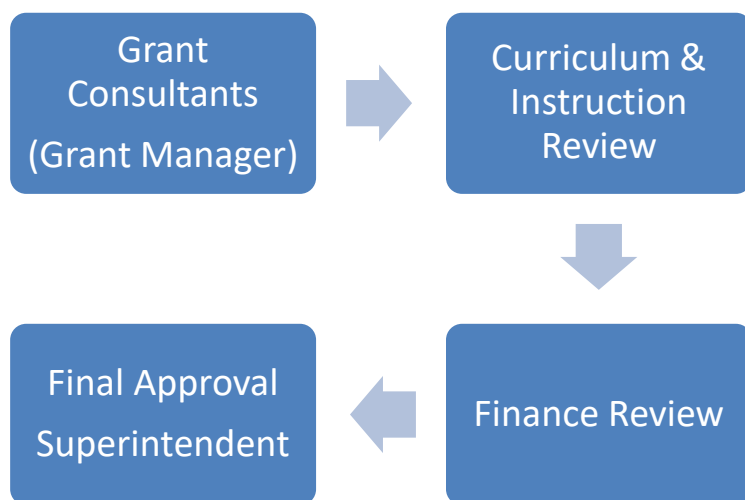 Grant
Consultants
(Grant Manager)
Curriculum &
Instruction
Review
Finance Review
Final Approval
Superintendent